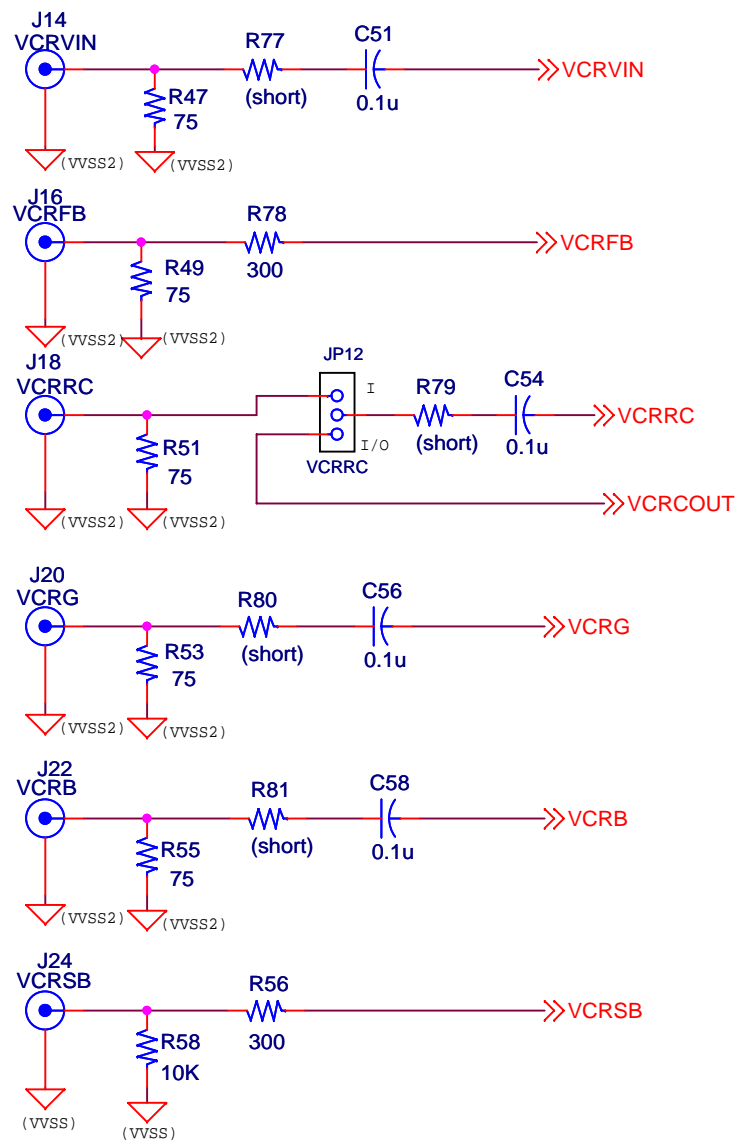 J14
VCRVIN
R77
(short)
C51
0.1u
VCRVIN
R47
75
(VVSS2)
(VVSS2)
J16
VCRFB
R78
300
VCRFB
R49
75
(VVSS2)
(VVSS2)
J18
VCRRC
JP12
I
I/O
VCRRC
R79
(short)
C54
0.1u
VCRRC
R51
75
VCRCOUT
(VVSS2)
(VVSS2)
J20
VCRG
R80
(short)
C56
0.1u
VCRG
R53
75
(VVSS2)
(VVSS2)
J22
VCRB
R81
(short)
C58
0.1u
VCRB
R55
75
(VVSS2)
(VVSS2)
J24
VCRSB
R56
300
VCRSB
R58
10K
(VVSS)
(VVSS)